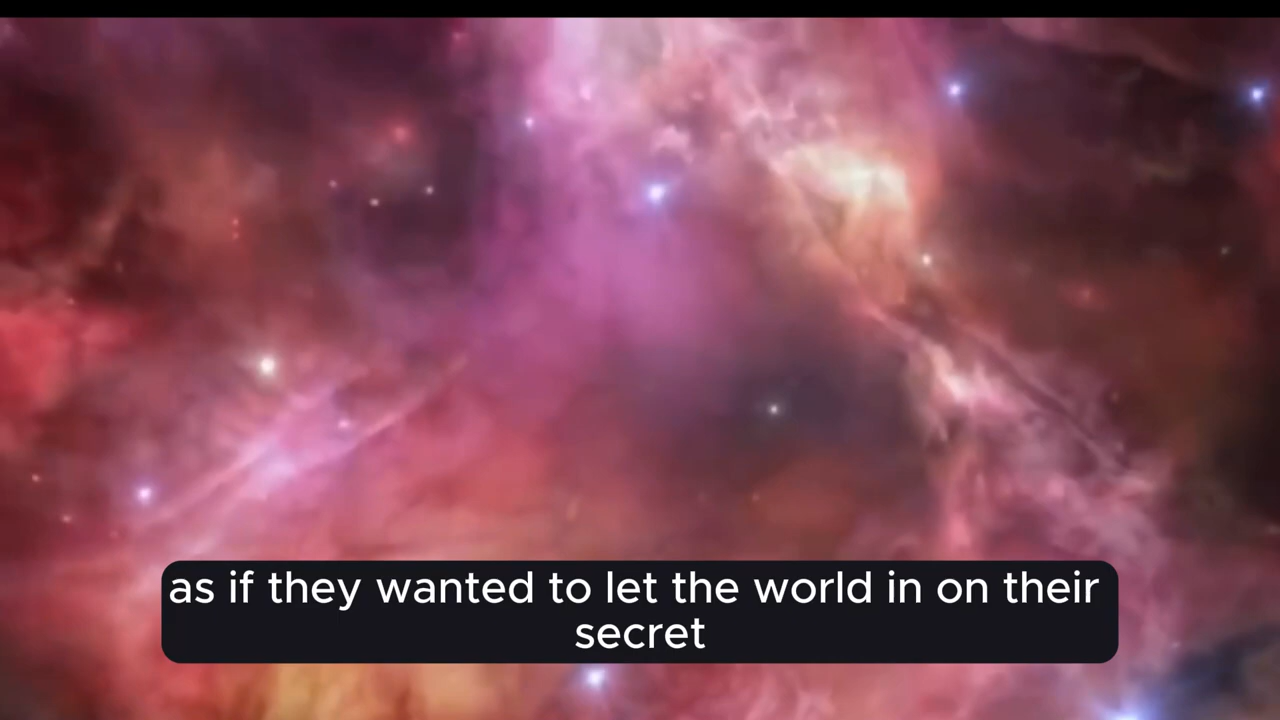 as if they wanted to let the world in on their
secret